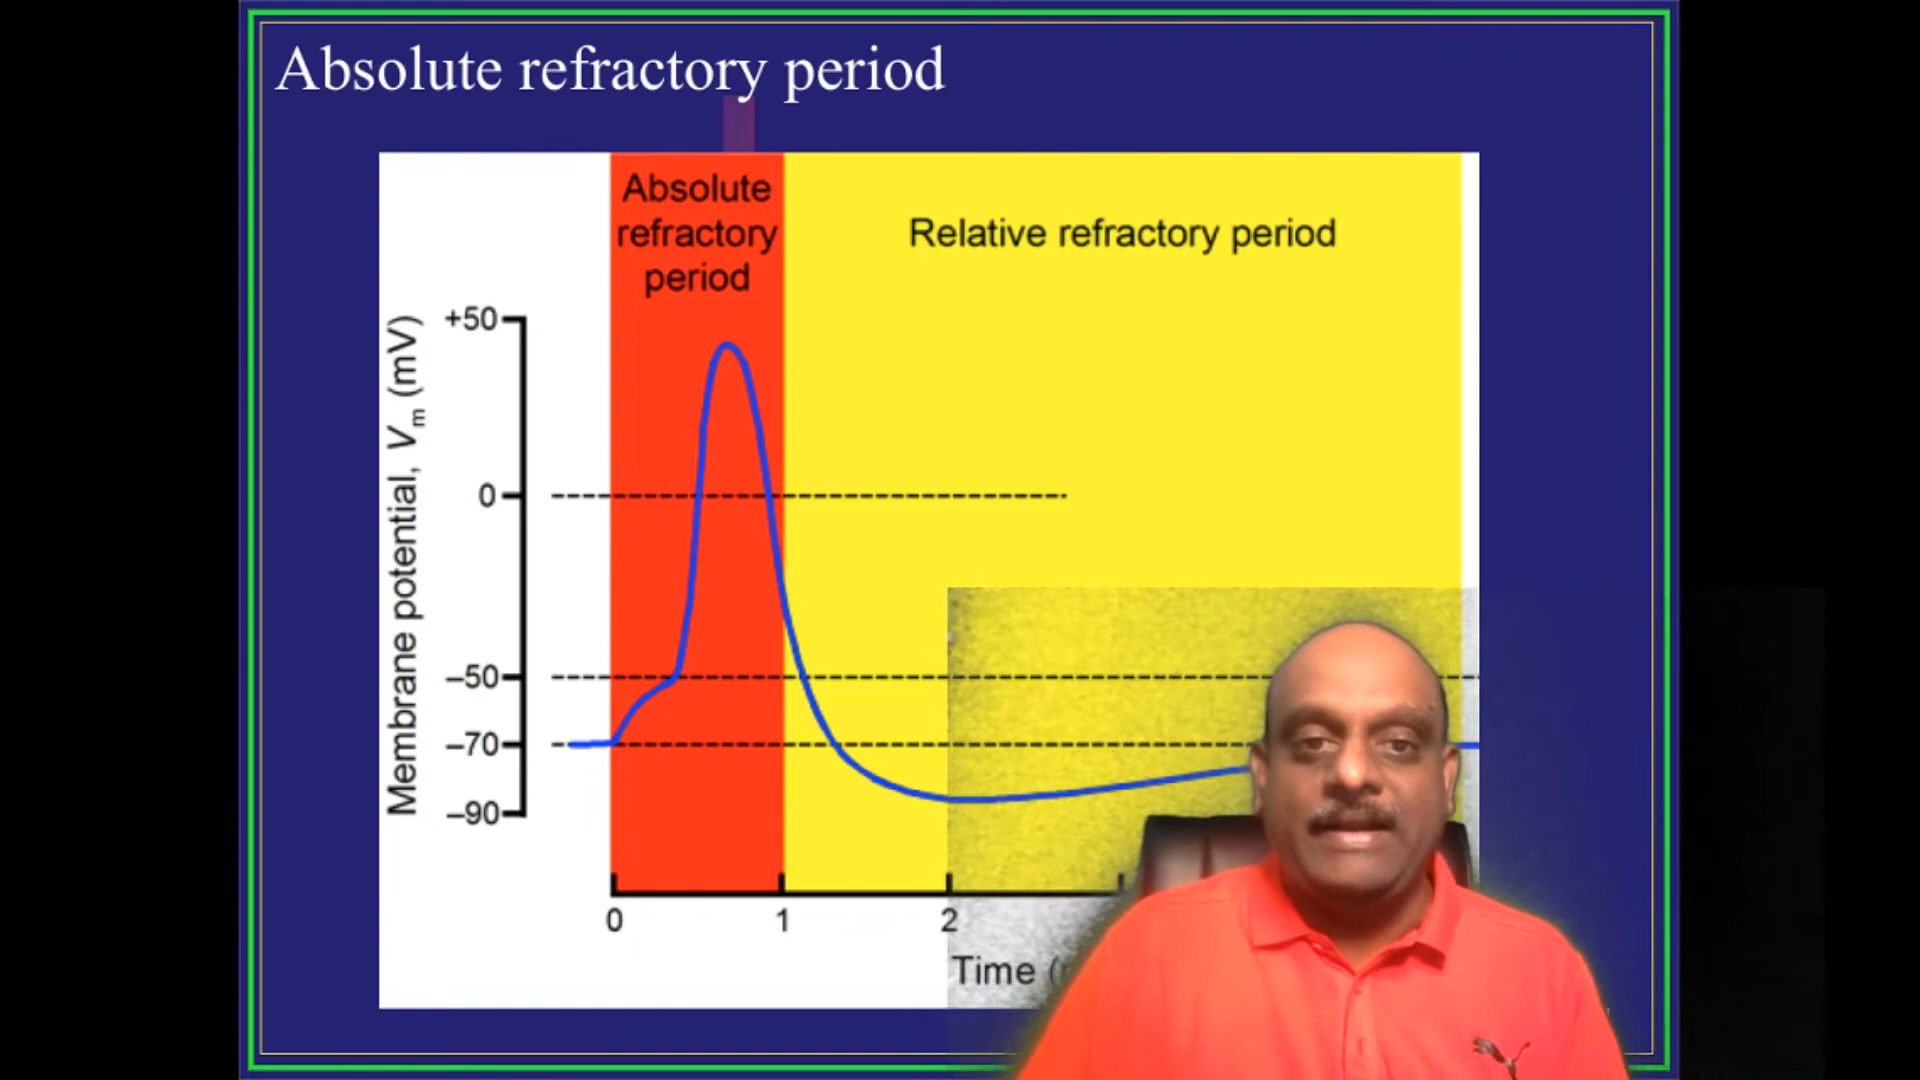 Absolute refractory period
Absolute
refractory
period
Relative refractory period
Membrane potential, Vm (mV)
+50
0
–50
–70
–90
0
1
2
Time (